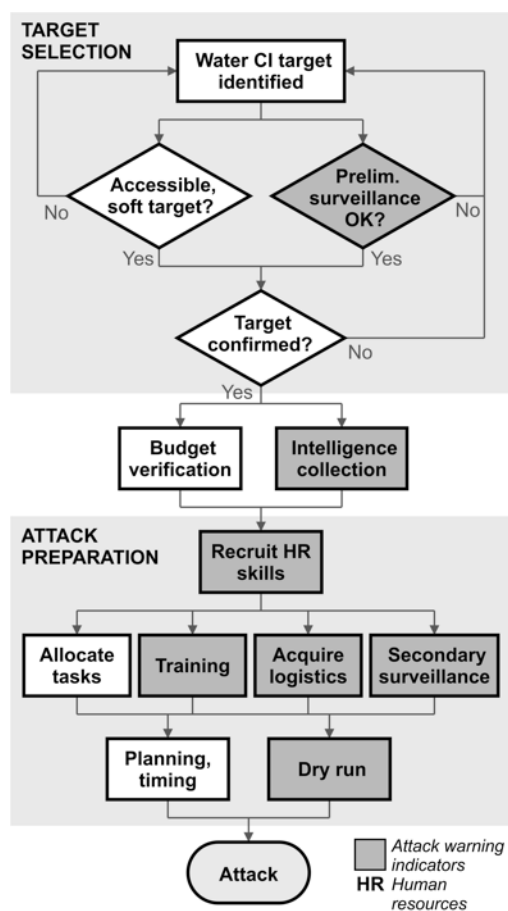 TARGET
SELECTION
Water CI target
identified
Accessible,
soft target?
Prelim.
surveillance
OK?
No
No
Yes
Yes
Target
confirmed?
No
Yes
Budget
verification
Intelligence
collection
ATTACK
PREPARATION
Recruit HR
skills
Allocate
tasks
Training
Acquire
logistics
Secondary
surveillance
Planning,
timing
Dry run
Attack
Attack warning
indicators
HR Human
resources